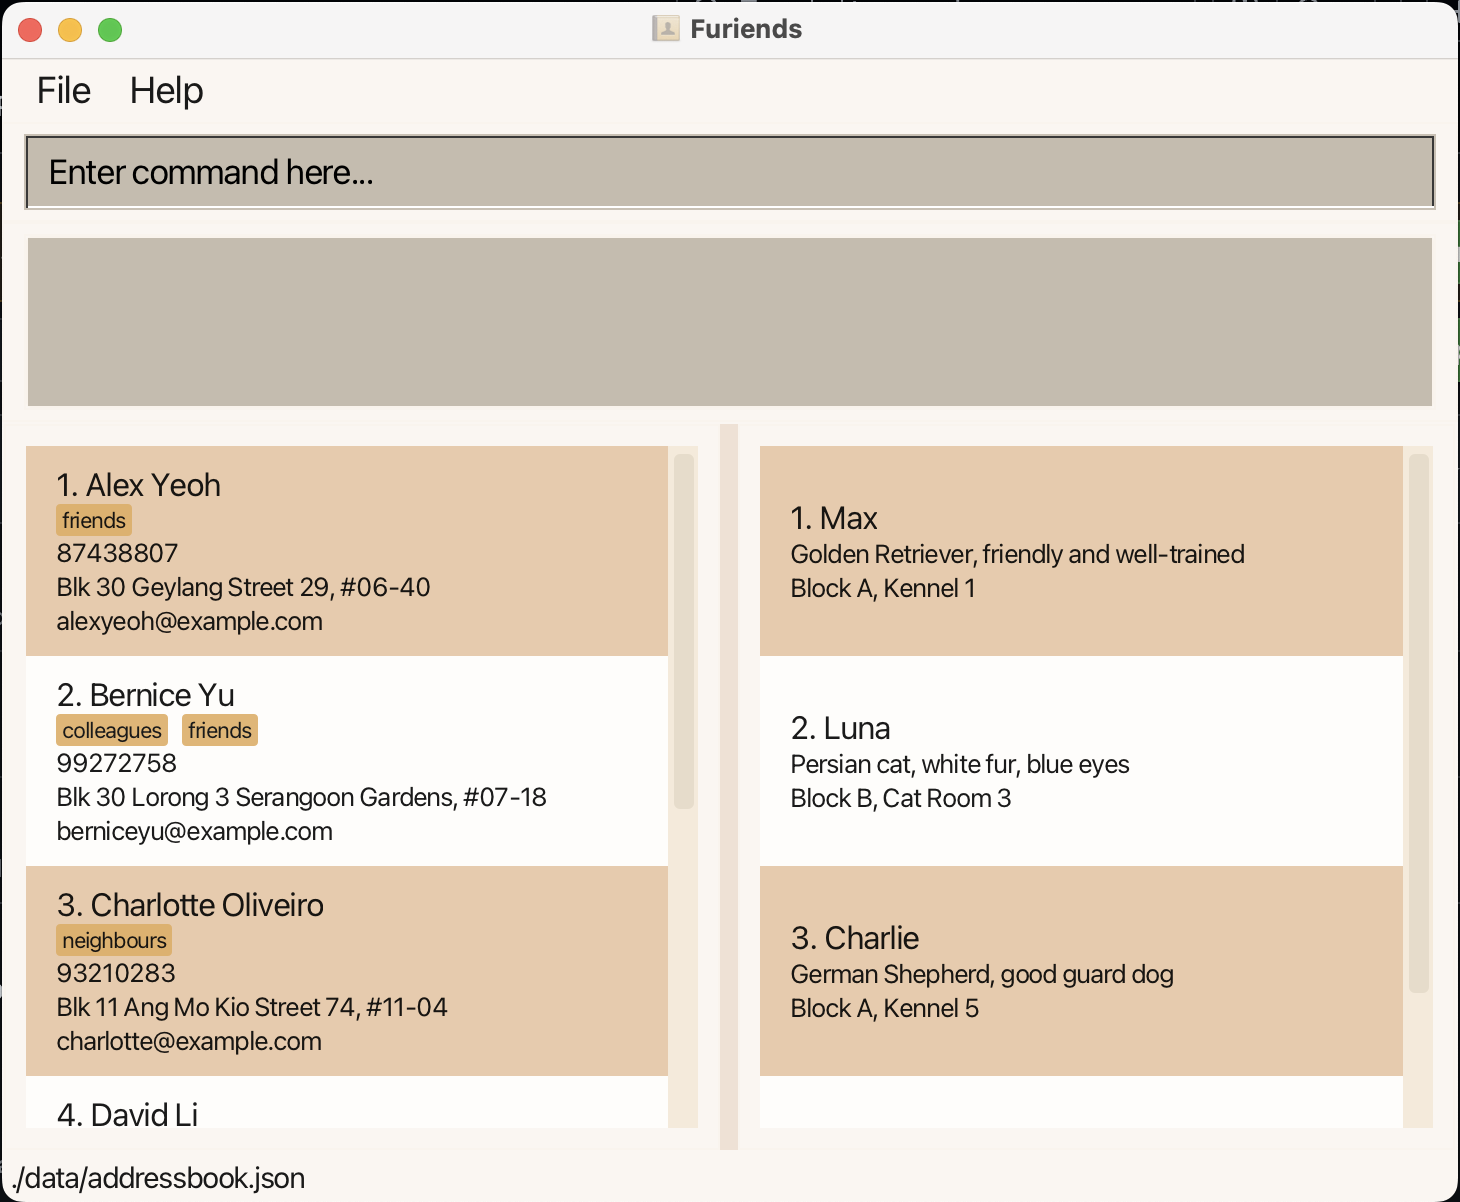 Furiends
File Help
Enter command here...
1. Alex Yeoh
friends
87438807
Blk 30 Geylang Street 29, #06-40
alexyeoh@example.com
2. Bernice Yu
colleagues friends
99272758
Blk 30 Lorong 3 Serangoon Gardens, #07-18
berniceyu@example.com
3. Charlotte Oliveiro
neighbours
93210283
Blk 11 Ang Mo Kio Street 74, #11-04
charlotte@example.com
4. David Li
1. Max
Golden Retriever, friendly and well-trained
Block A, Kennel 1
2. Luna
Persian cat, white fur, blue eyes
Block B, Cat Room 3
3. Charlie
German Shepherd, good guard dog
Block A, Kennel 5
./data/addressbook.json